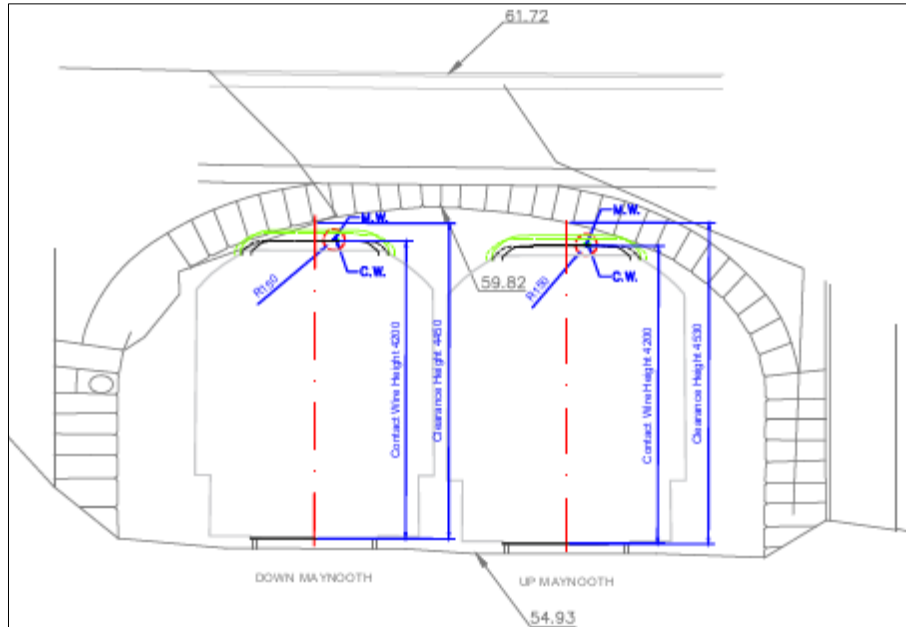 61.72
M.W.
M.W.
C.W.
C.W.
R150
59.82
R150
Contact Wire Height 4200
Clearance Height 4450
Contact Wire Height 4200
Clearance Height 4530
DOWN MAYNOOTH
UP MAYNOOTH
54.93